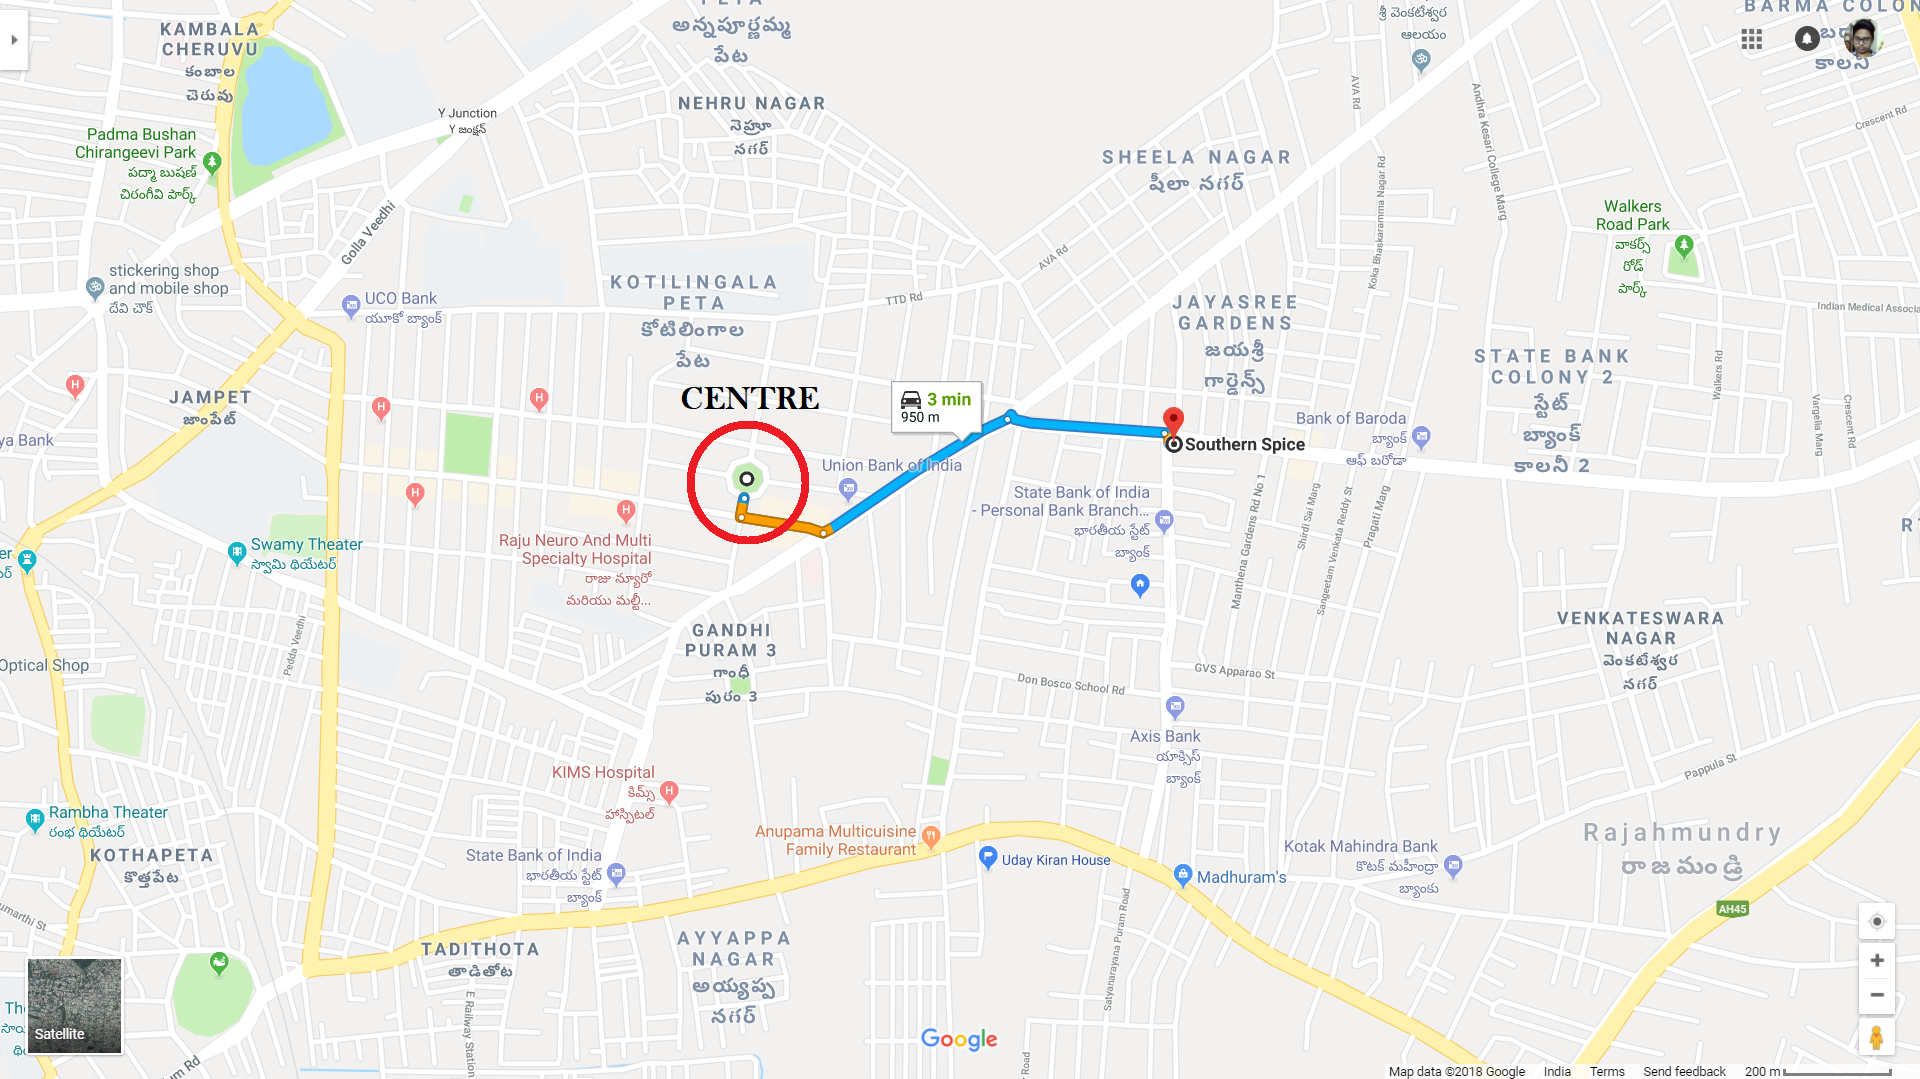 PETA
అన్నపూర్ణమ్మ
పేట
KAMBALA
CHERUVU
కంబాల
చెరువు
శ్రీ వెంకటేశ్వర
ఆలయం
BARMA COLON
కాలనీ
Y Junction
Y జంక్షన్
NEHRU NAGAR
నెహ్రూ
నగర్
Padma Bushan
Chirangeevi Park
పద్మా బుషణ్
చిరంగీవి పార్క్
SHEELA NAGAR
షీలా నగర్
AVA Rd
Andhra Kesari College Marg
Crescent Rd
Koka Bhaskaramma Nagar Rd
Walkers
Road Park
వాకర్స్
రోడ్
పార్క్
Golla Veedhi
AVA Rd
stickering shop
and mobile shop
దేవి చౌక్
UCO Bank
యూకో బ్యాంక్
KOTILINGALA
PETA
కోటిలింగాల
పేట
TTD Rd
JAYASREE
GARDENS
జయశ్రీ
గార్డెన్స్
Indian Medical Associa
STATE BANK
COLONY 2
స్టేట్
బ్యాంక్
కాలనీ 2
Walkers Rd
Vargella Marg
Crescent Rd
JAMPET
జాంపేట్
CENTRE
3 min
950 m
Southern Spice
Bank of Baroda
బ్యాంక్
ఆఫ్ బరోడా
ya Bank
Union Bank of India
State Bank of India
- Personal Bank Branch...
భారతీయ స్టేట్
బ్యాంక్
Manthena Gardens Rd No 1
Shirdi Sai Marg
Sangeetam Venkata Reddy St
Pragati Marg
Swamy Theater
స్వామి థియేటర్
Raju Neuro And Multi
Specialty Hospital
రాజు న్యూరో
మరియు మల్టీ...
Pedda Veedhi
GANDHI
PURAM 3
గాంధీ
పురం 3
VENKATESWARA
NAGAR
వెంకటేశ్వర
నగర్
Optical Shop
Don Bosco School Rd
GVS Apparao St
Axis Bank
యాక్సిస్
బ్యాంక్
Pappula St
KIMS Hospital
కిమ్స్
హాస్పిటల్
Rambha Theater
రంభ థియేటర్
KOTHAPETA
కొత్తపేట
Anupama Multicuisine
Family Restaurant
Uday Kiran House
State Bank of India
భారతీయ స్టేట్
బ్యాంక్
Madhuram's
Kotak Mahindra Bank
కొటక్ మహీంద్రా
బ్యాంకు
Rajahmundry
రాజమండ్రి
AH45
TADITHOTA
తాడితోట
AYYAPPA
NAGAR
అయ్యప్ప
నగర్
Satyanarayana Puram Road
E Railway Station
Satellite
Google
Map data ©2018 Google India Terms Send feedback 200 m